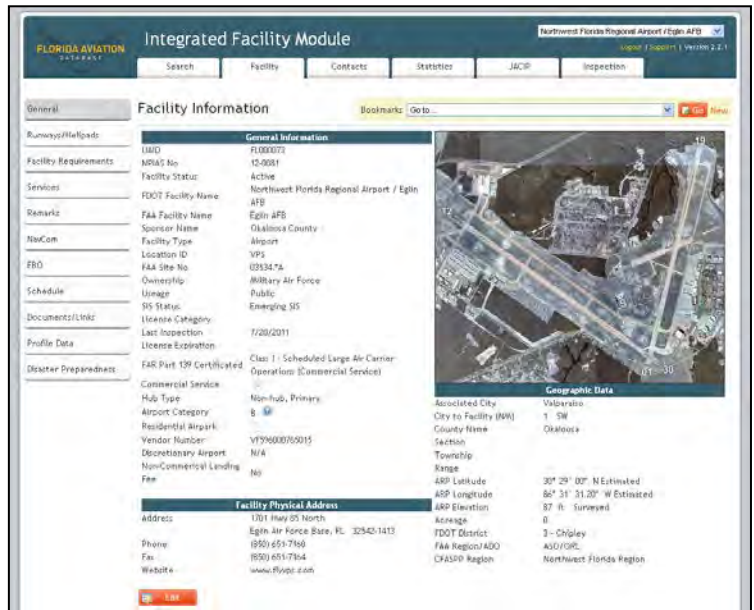 FLORIDA AVIATION
DATABASE
Integrated Facility Module
Northwest Florida Regional Airport / Eglin AFB
Logout | Support | Version 2.2.1
Search
Facility
Contacts
Statistics
JACIP
Inspection
General
Runways/Helipads
Facility Requirements
Services
Remarks
NavCom
FBO
Schedule
Documents/Links
Profile Data
Disaster Preparedness
Facility Information
Bookmarks Go to...
Go New
General Information
UAID FL000073
NPIAS No 12-0081
Facility Status Active
FDOT Facility Name Northwest Florida Regional Airport / Eglin
AFB
FAA Facility Name Eglin AFB
Sponsor Name Okaloosa County
Facility Type Airport
Location ID VPS
FAA Site No 03534.*A
Ownership Military Air Force
Useage Public
SIS Status Emerging SIS
License Category
Last Inspection 7/20/2011
License Expiration
FAR Part 139 Certificated Class I - Scheduled Large Air Carrier
Operations (Commercial Service)
Commercial Service
Hub Type Non-hub, Primary
Airport Category B
Residential Airpark
Vendor Number VF596000765015
Discretionary Airport N/A
Non-Commerical Landing
Fee No
Facility Physical Address
Address 1701 Hwy 85 North
Eglin Air Force Base, FL 32542-1413
Phone (850) 651-7160
Fax (850) 651-7164
Website www.flyvps.com
Edit
19
12
01
30
Geographic Data
Associated City Valparaiso
City to Facility (N/A) 1 SW
County Name Okaloosa
Section
Township
Range
ARP Latitude 30° 29' 00" N Estimated
ARP Longitude 86° 31' 31.20" W Estimated
ARP Elevation 87 ft Surveyed
Acreage 0
FDOT District 3 - Chipley
FAA Region/ADO ASO/ORL
CFASPP Region Northwest Florida Region